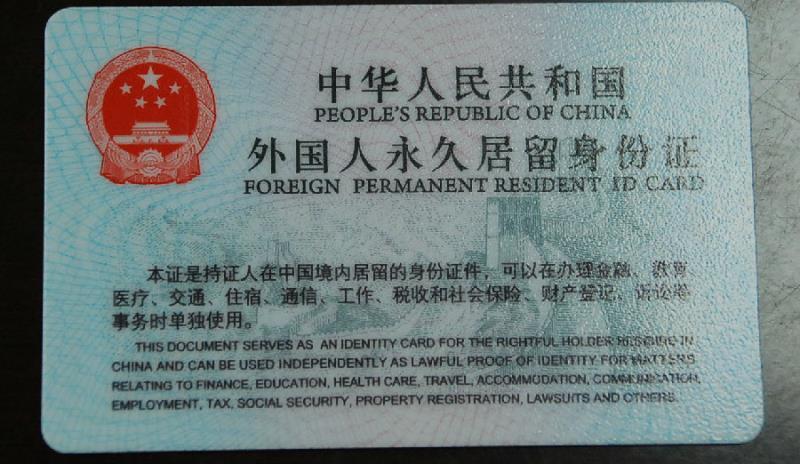 中华人民共和国
PEOPLE'S REPUBLIC OF CHINA
外国人永久居留身份证
FOREIGN PERMANENT RESIDENT ID CARD
本证是持证人在中国境内居留的身份证件，可以在办理金融、教育
医疗、交通、住宿、通信、工作、税收和社会保险、财产登记、诉讼等
事务时单独使用。
THIS DOCUMENT SERVES AS AN IDENTITY CARD FOR THE RIGHTFUL HOLDER RESIDING IN
CHINA AND CAN BE USED INDEPENDENTLY AS LAWFUL PROOF OF IDENTITY FOR MATTERS
RELATING TO FINANCE, EDUCATION, HEALTH CARE, TRAVEL, ACCOMMODATION, COMMUNICATION,
EMPLOYMENT, TAX, SOCIAL SECURITY, PROPERTY REGISTRATION, LAWSUITS AND OTHERS.